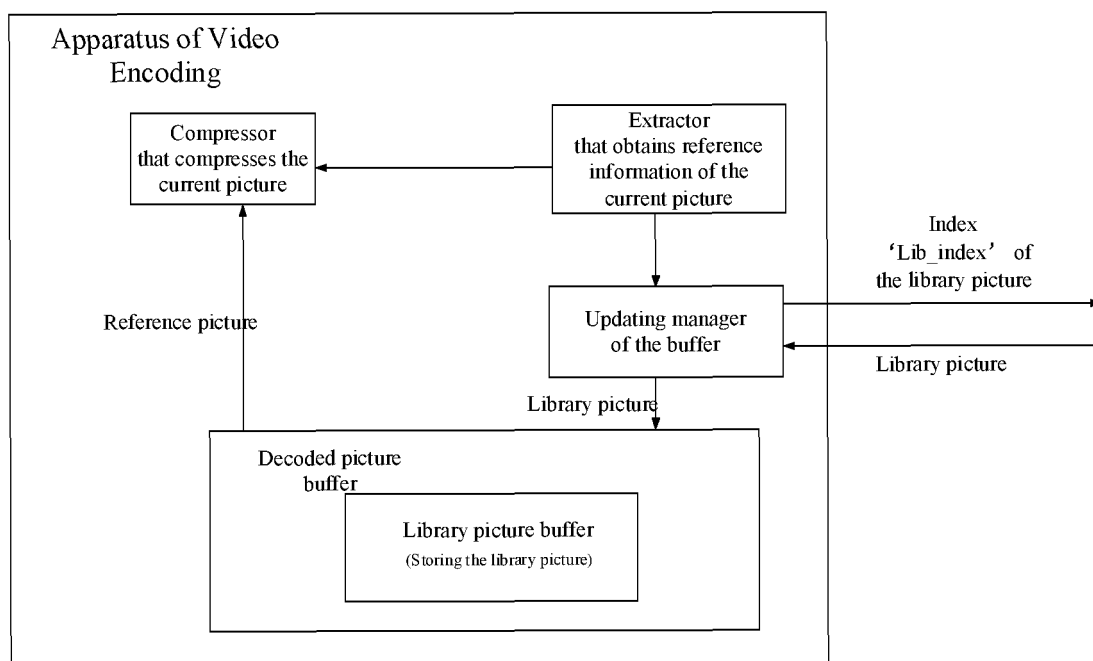 Apparatus of Video
Encoding
Compressor
that compresses the
current picture
Extractor
that obtains reference
information of the
current picture
Index
‘Lib_index’ of
the library picture
Reference picture
Updating manager
of the buffer
Library picture
Library picture
Decoded picture
buffer
Library picture buffer
(Storing the library picture)